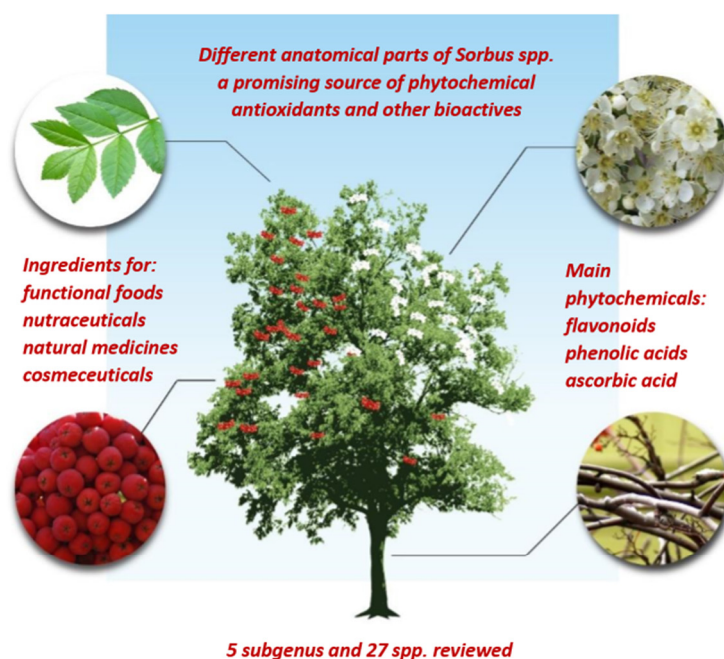 Different anatomical parts of Sorbus spp.
a promising source of phytochemical
antioxidants and other bioactives
Ingredients for:
functional foods
nutraceuticals
natural medicines
cosmeceuticals
Main
phytochemicals:
flavonoids
phenolic acids
ascorbic acid
5 subgenus and 27 spp. reviewed